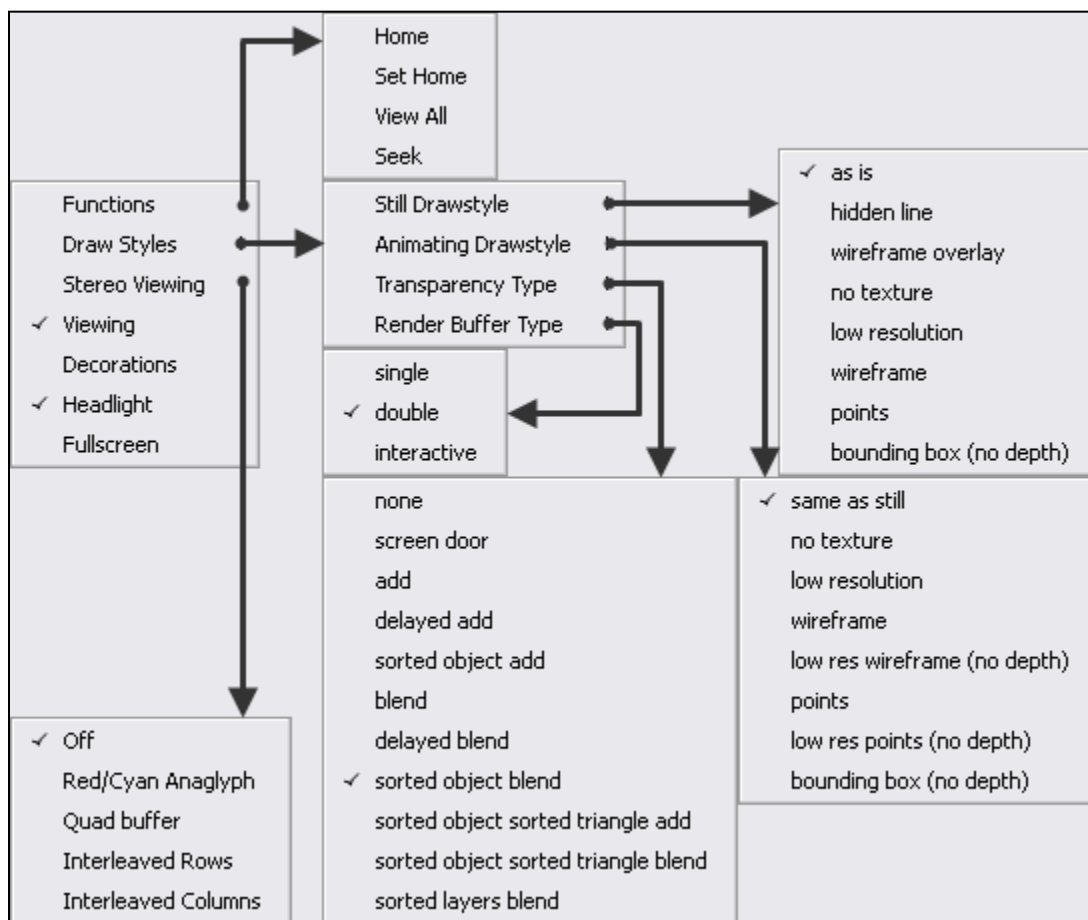 Home
Set Home
View All
Seek
Functions
Draw Styles
Stereo Viewing
Viewing
Decorations
Headlight
Fullscreen
Still Drawstyle
Animating Drawstyle
Transparency Type
Render Buffer Type
as is
hidden line
wireframe overlay
no texture
low resolution
wireframe
points
bounding box (no depth)
single
double
interactive
none
screen door
add
delayed add
sorted object add
blend
delayed blend
sorted object blend
sorted object sorted triangle add
sorted object sorted triangle blend
sorted layers blend
same as still
no texture
low resolution
wireframe
low res wireframe (no depth)
points
low res points (no depth)
bounding box (no depth)
Off
Red/Cyan Anaglyph
Quad buffer
Interleaved Rows
Interleaved Columns